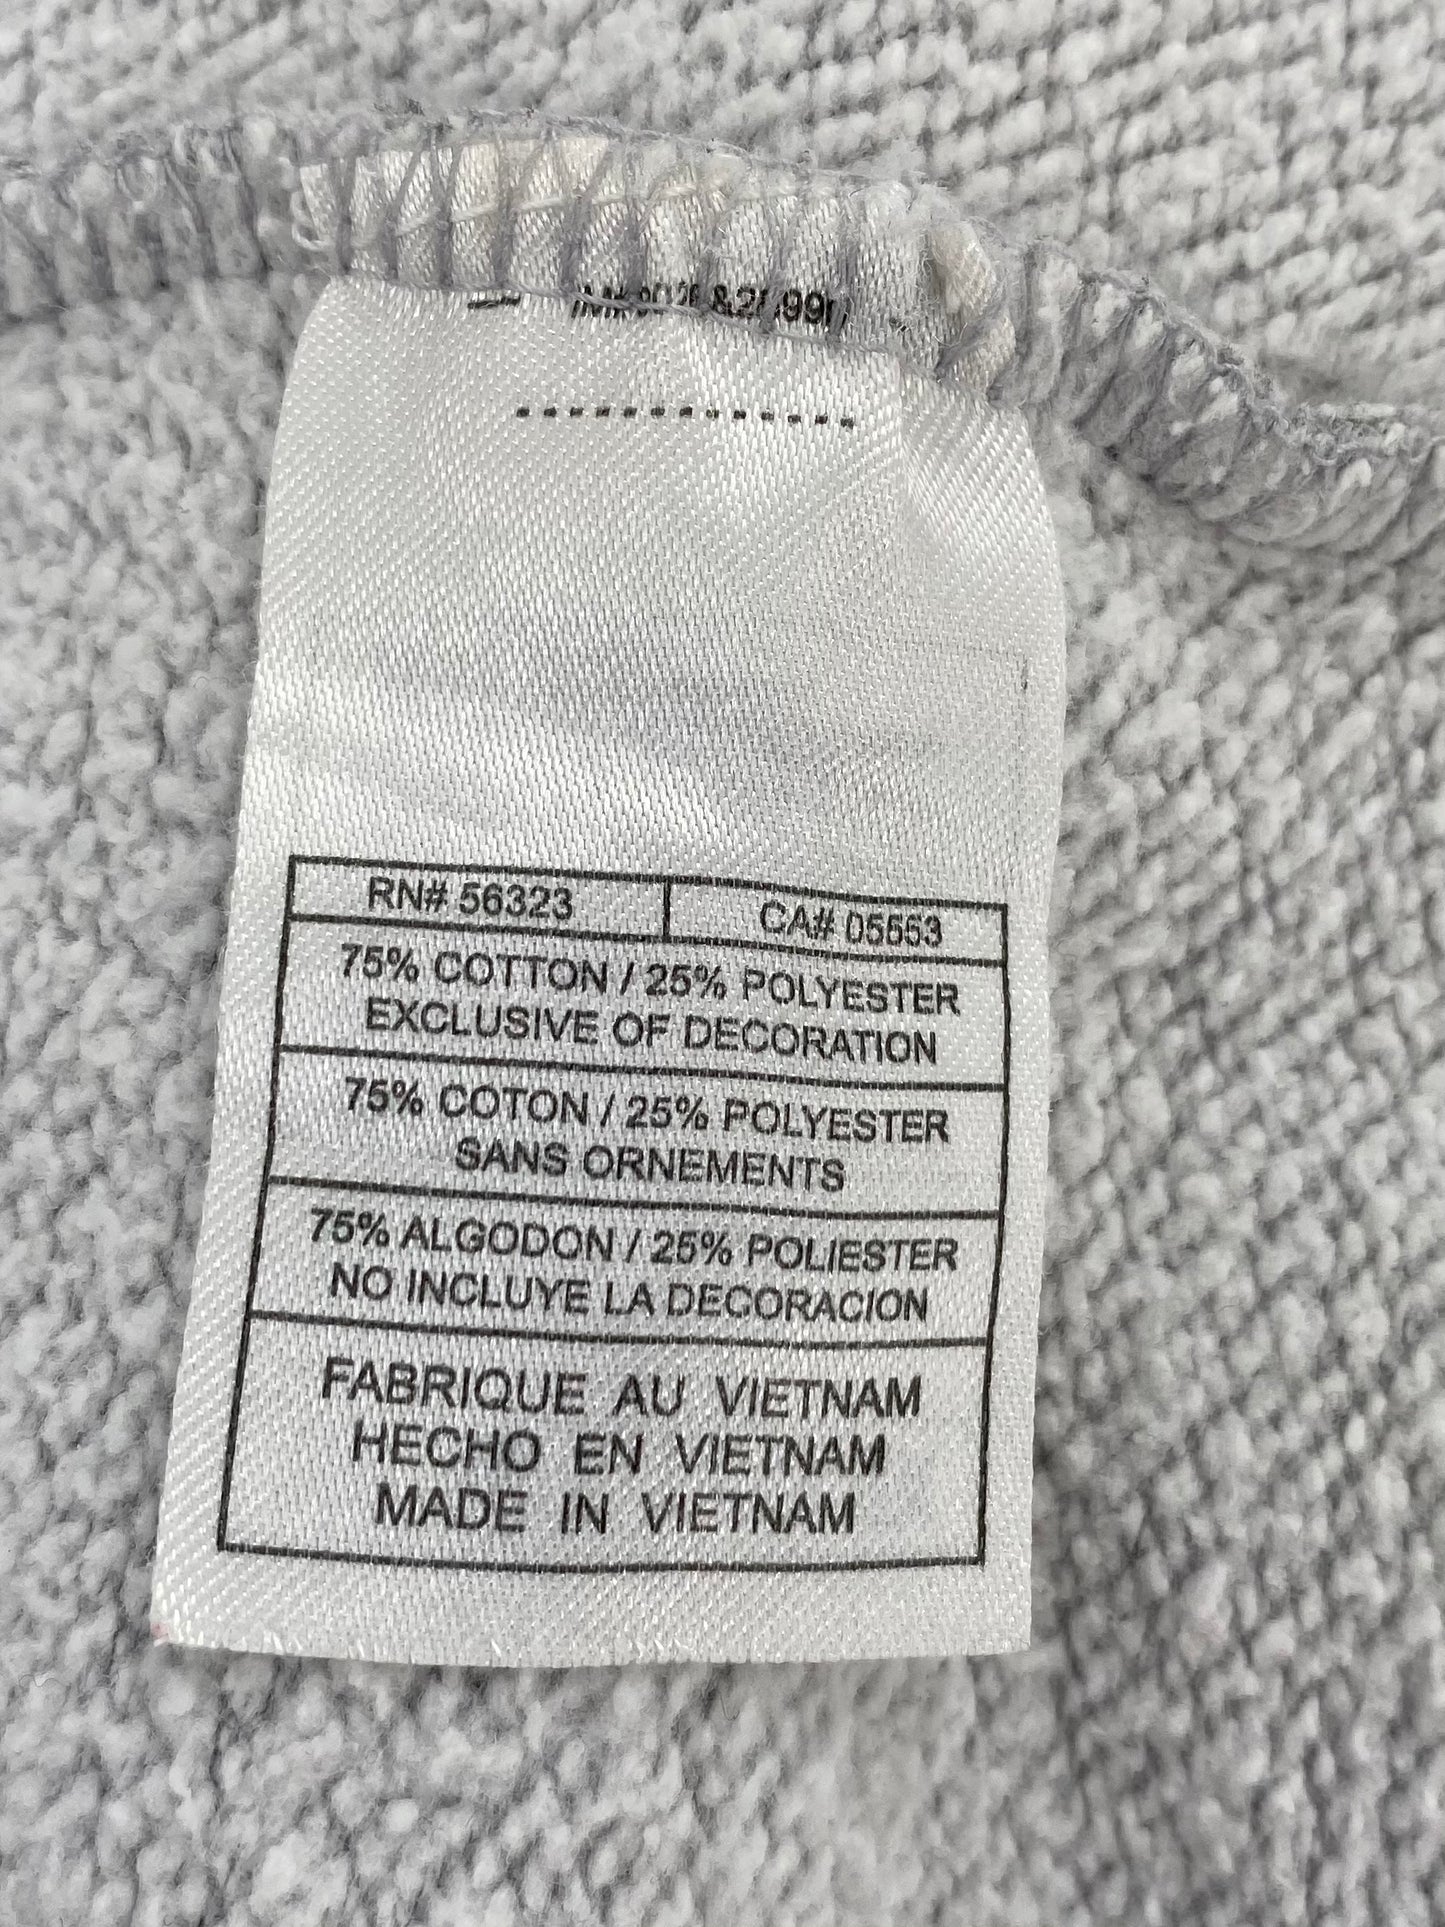 RN# 56323
CA# 05553
75% COTTON / 25% POLYESTER
EXCLUSIVE OF DECORATION
75% COTON / 25% POLYESTER
SANS ORNEMENTS
75% ALGODON / 25% POLIESTER
NO INCLUYE LA DECORACION
FABRIQUE AU VIETNAM
HECHO EN VIETNAM
MADE IN VIETNAM